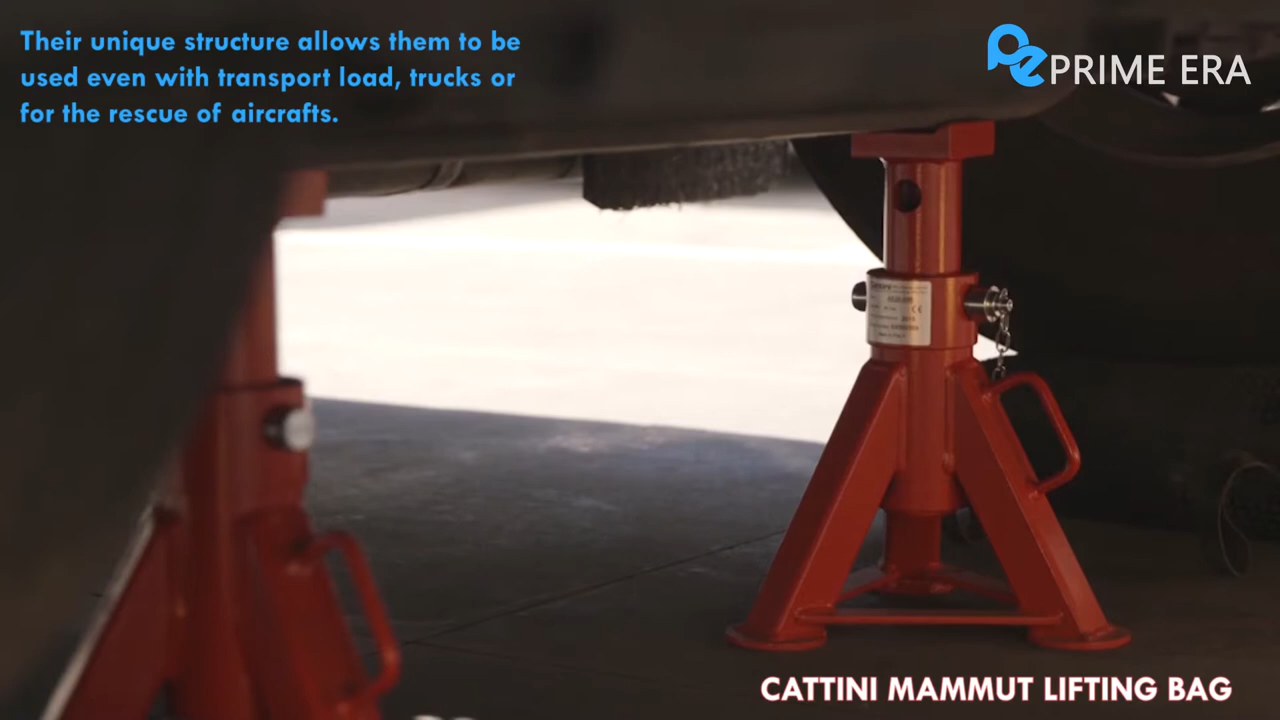 Their unique structure allows them to be
used even with transport load, trucks or
for the rescue of aircrafts.
PRIME ERA
CATTINI MAMMUT LIFTING BAG